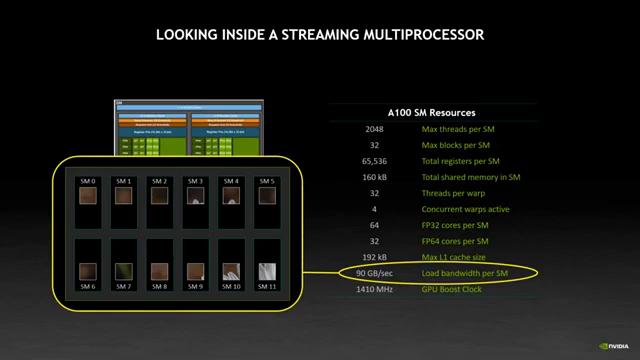 LOOKING INSIDE A STREAMING MULTIPROCESSOR
SM
A100 SM Resources
2048 Max threads per SM
32 Max blocks per SM
65,536 Total registers per SM
160 kB Total shared memory in SM
32 Threads per warp
4 Concurrent warps active
64 FP32 cores per SM
32 FP64 cores per SM
192 kB Max L1 cache size
90 GB/sec Load bandwidth per SM
1410 MHz GPU Boost Clock
SM 0 SM 1 SM 2 SM 3 SM 4 SM 5
SM 6 SM 7 SM 8 SM 9 SM 10 SM 11
NVIDIA